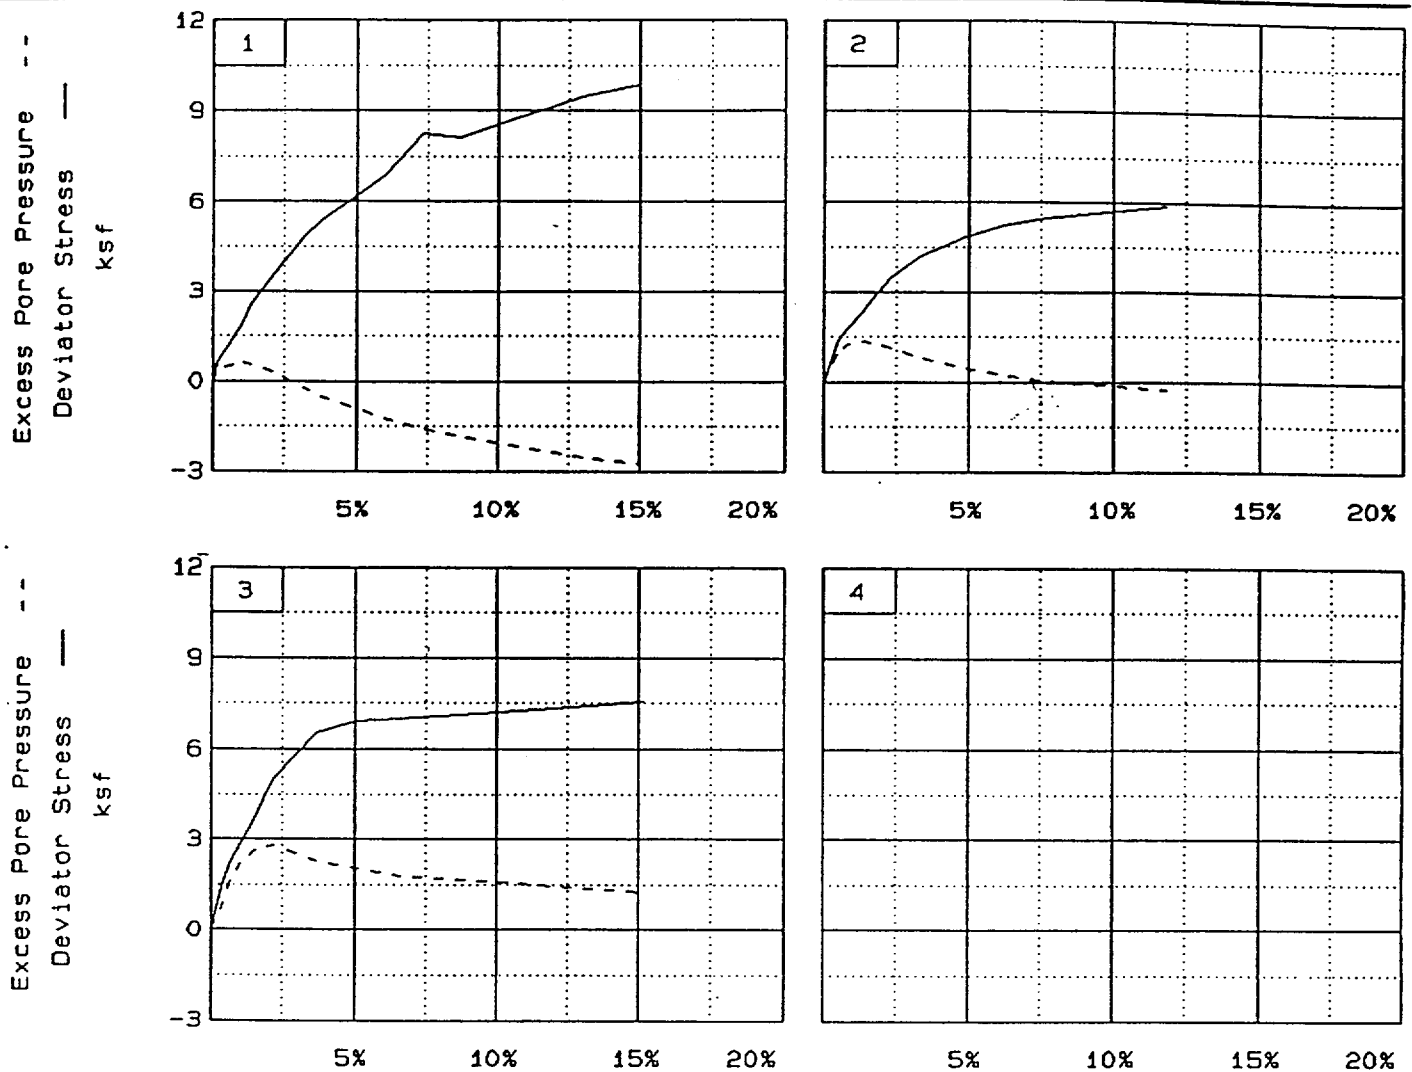 Excess Pore Pressure --
Deviator Stress —
ksf
12
9
6
3
0
-3
1
5% 10% 15% 20%
2
5% 10% 15% 20%
Excess Pore Pressure --
Deviator Stress —
ksf
12
9
6
3
0
-3
3
5% 10% 15% 20%
4
5% 10% 15% 20%